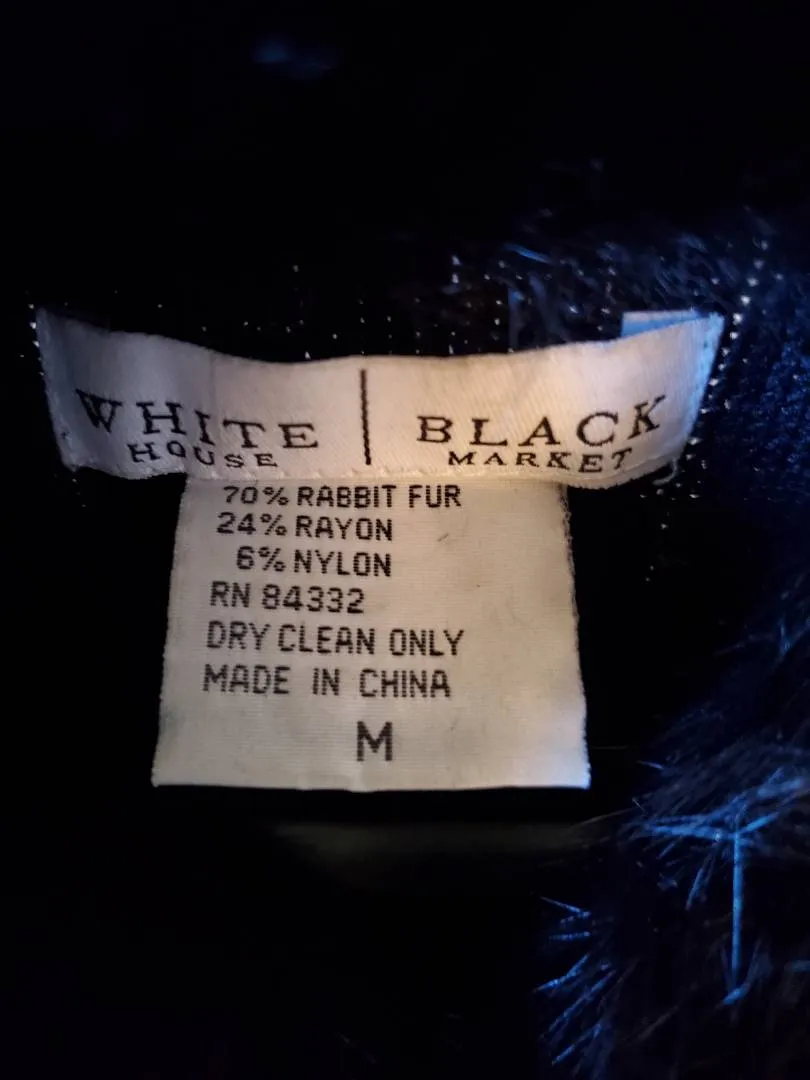 WHITE | BLACK
HOUSE MARKET
70% RABBIT FUR
24% RAYON
6% NYLON
RN 84332
DRY CLEAN ONLY
MADE IN CHINA
M